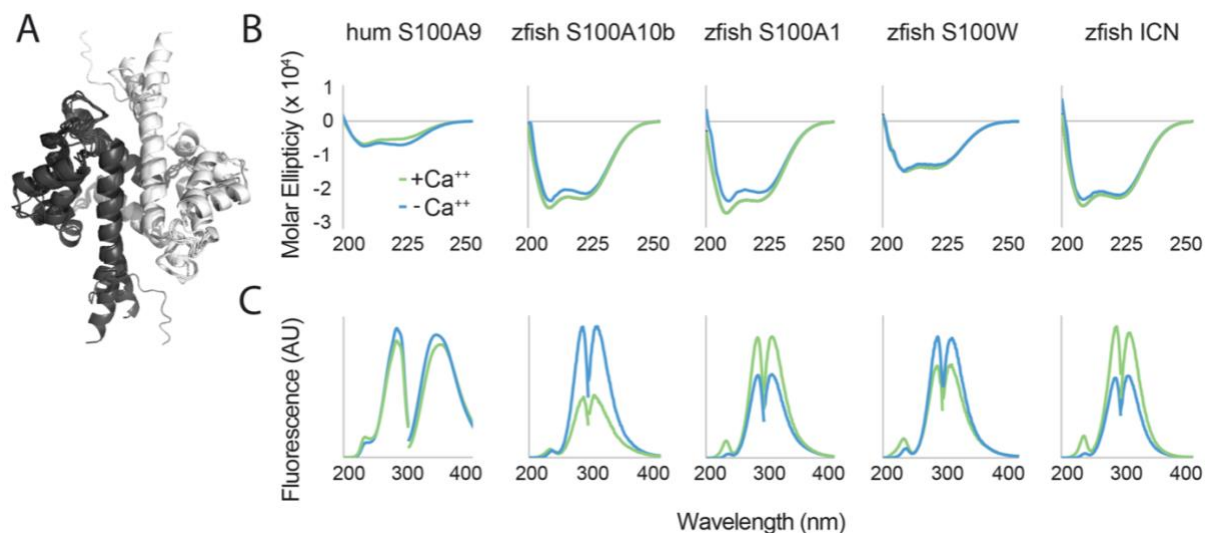 A
B
hum S100A9
zfish S100A10b
zfish S100A1
zfish S100W
zfish ICN
Molar Ellipticiy (x 10⁴)
1
0
-1
-2
-3
+Ca⁺⁺
-Ca⁺⁺
200 225 250
200 225 250
200 225 250
200 225 250
200 225 250
C
Fluorescence (AU)
200 300 400
200 300 400
200 300 400
200 300 400
200 300 400
Wavelength (nm)